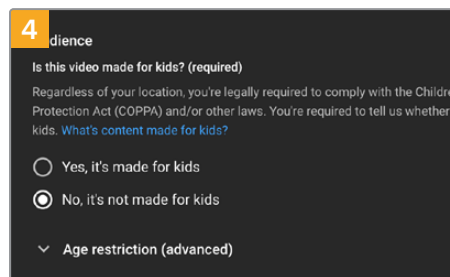 4
dience
Is this video made for kids? (required)
Regardless of your location, you're legally required to comply with the Childre
Protection Act (COPPA) and/or other laws. You're required to tell us whether
kids. What's content made for kids?
Yes, it's made for kids
No, it's not made for kids
Age restriction (advanced)